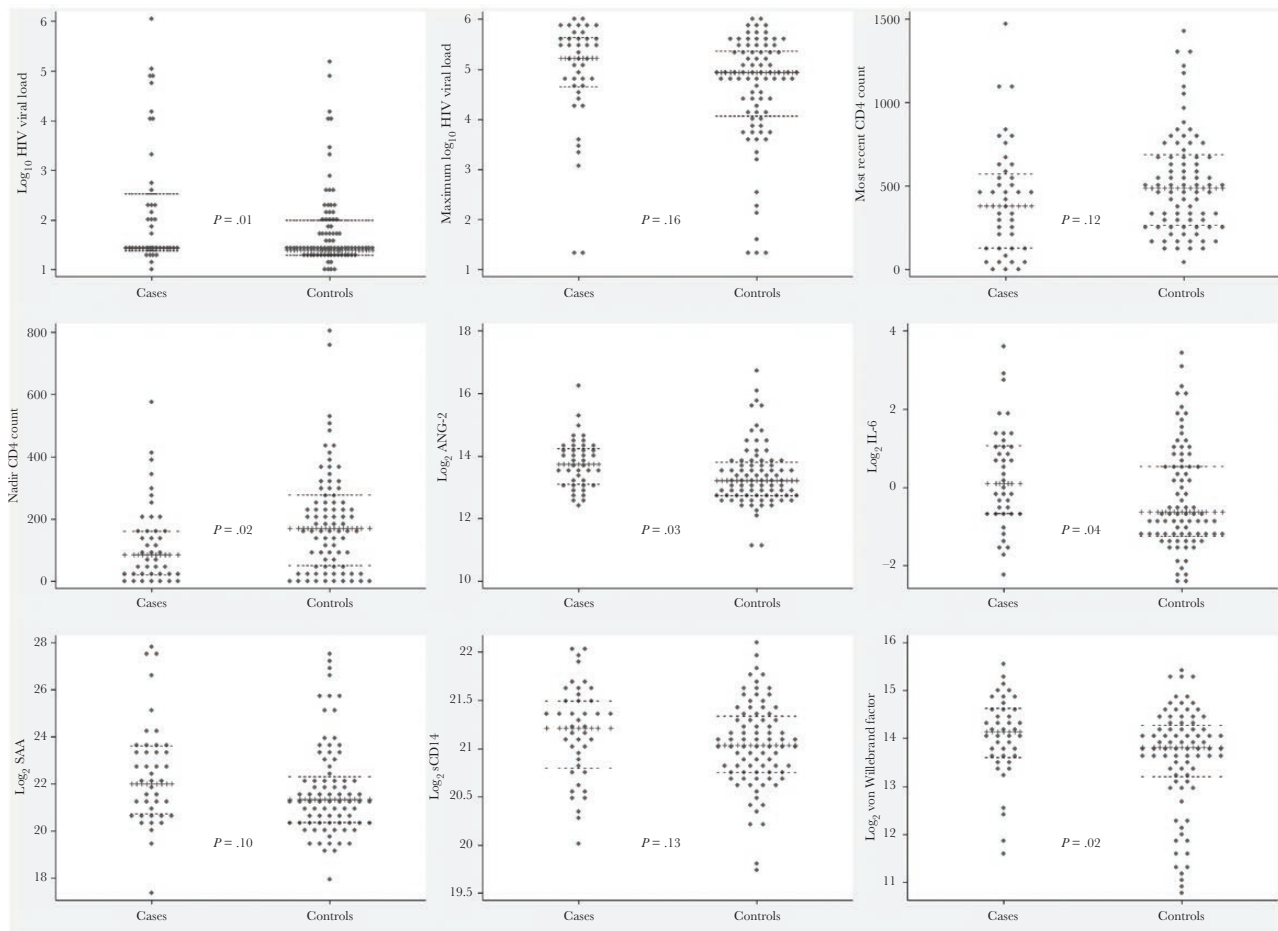 Log10 HIV viral load
6
5
4
3
2
1
P = .01
Cases Controls
Maximum log10 HIV viral load
6
5
4
3
2
1
P = .16
Cases Controls
Most recent CD4 count
1500
1000
500
0
P = .12
Cases Controls
Nadir CD4 count
800
600
400
200
0
P = .02
Cases Controls
Log2 ANG-2
18
16
14
12
10
P = .03
Cases Controls
Log2 IL-6
4
2
0
−2
P = .04
Cases Controls
Log2 SAA
28
26
24
22
20
18
P = .10
Cases Controls
Log2 sCD14
22
21.5
21
20.5
20
19.5
P = .13
Cases Controls
Log2 von Willebrand factor
16
15
14
13
12
11
P = .02
Cases Controls